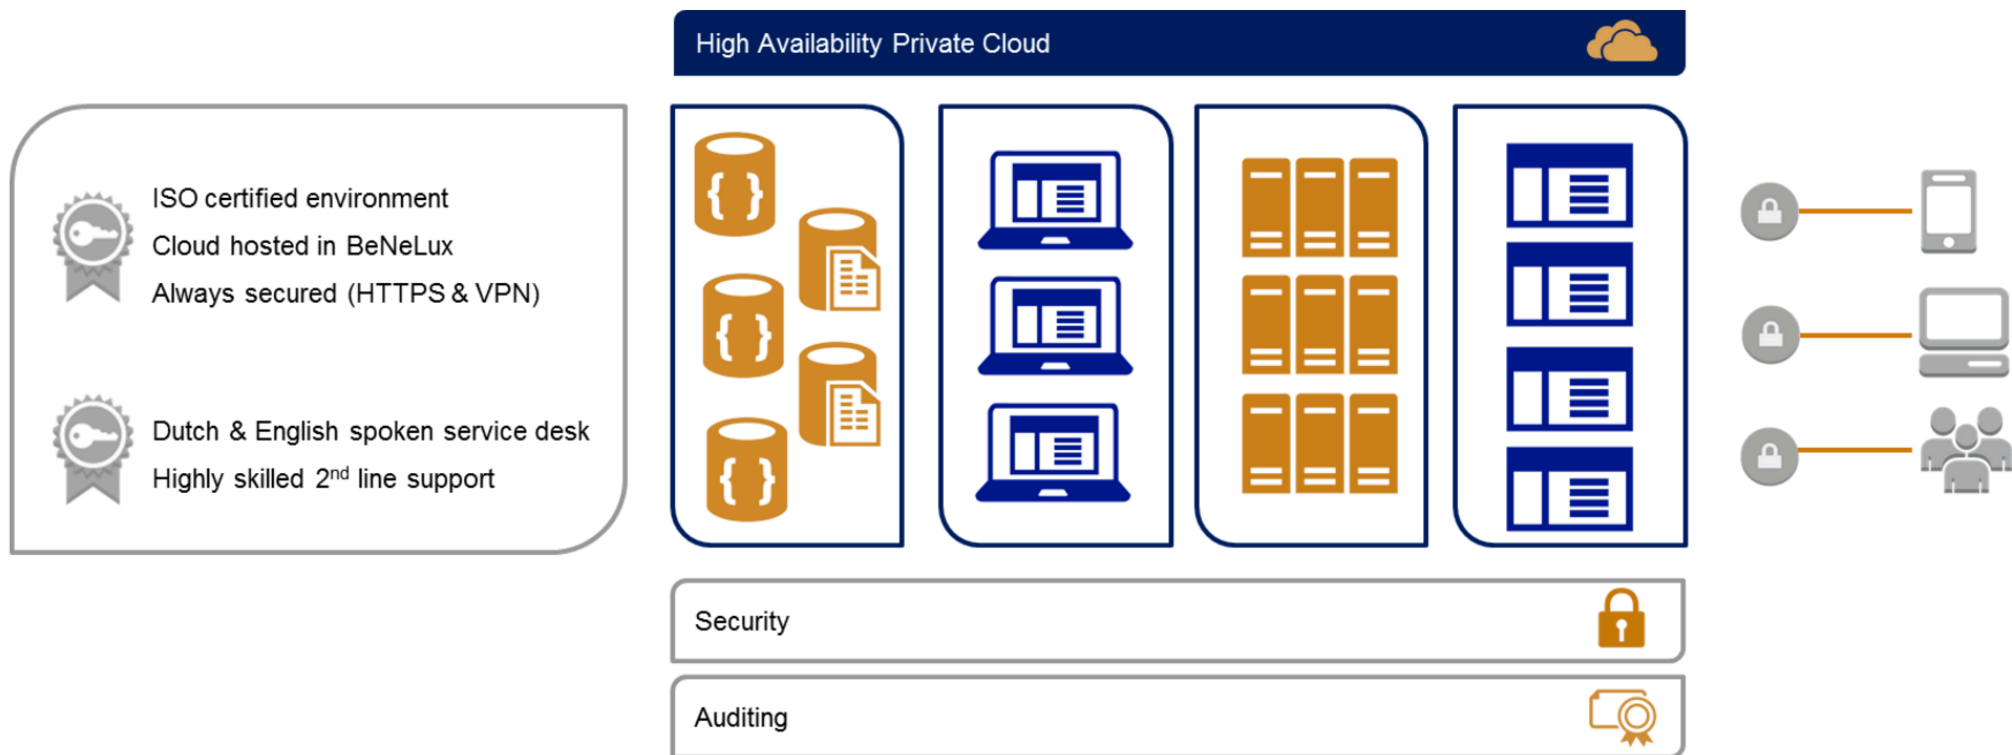 High Availability Private Cloud
ISO certified environment
Cloud hosted in BeNeLux
Always secured (HTTPS & VPN)
Dutch & English spoken service desk
Highly skilled 2nd line support
Security
Auditing